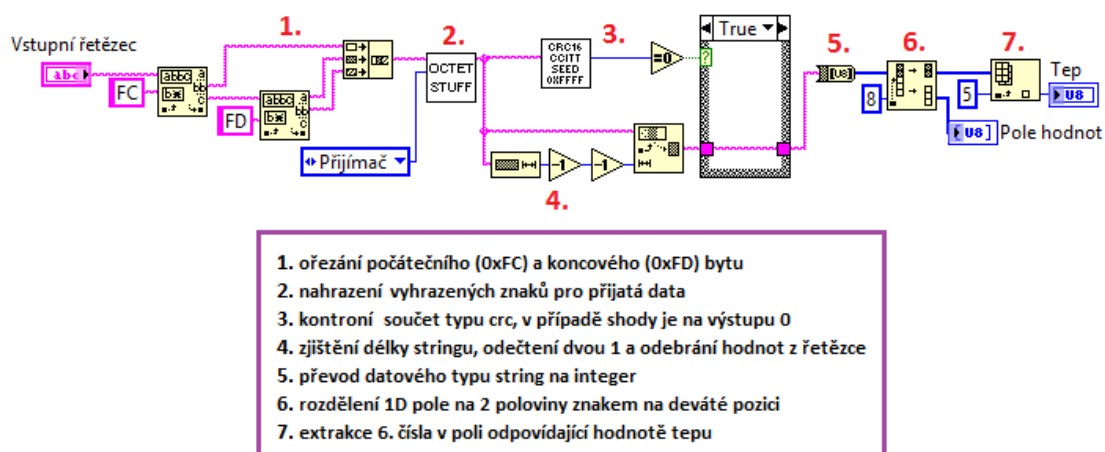 1.
2.
3.
True
5.
6.
7.
Vstupní řetězec
abc
FC
FD
OCTET
STUFF
CRC16
CCITT
SEED
0XFFFF
=0
?
[U8]
8
5
Tep
U8
U8]
Pole hodnot
Přijímač
-1
-1
4.
1. ořezání počátečního (0xFC) a koncového (0xFD) bytu
2. nahrazení vyhrazených znaků pro přijatá data
3. kontroní součet typu crc, v případě shody je na výstupu 0
4. zjištění délky stringu, odečtení dvou 1 a odebrání hodnot z řetězce
5. převod datového typu string na integer
6. rozdělení 1D pole na 2 poloviny znakem na deváté pozici
7. extrakce 6. čísla v poli odpovídající hodnotě tepu